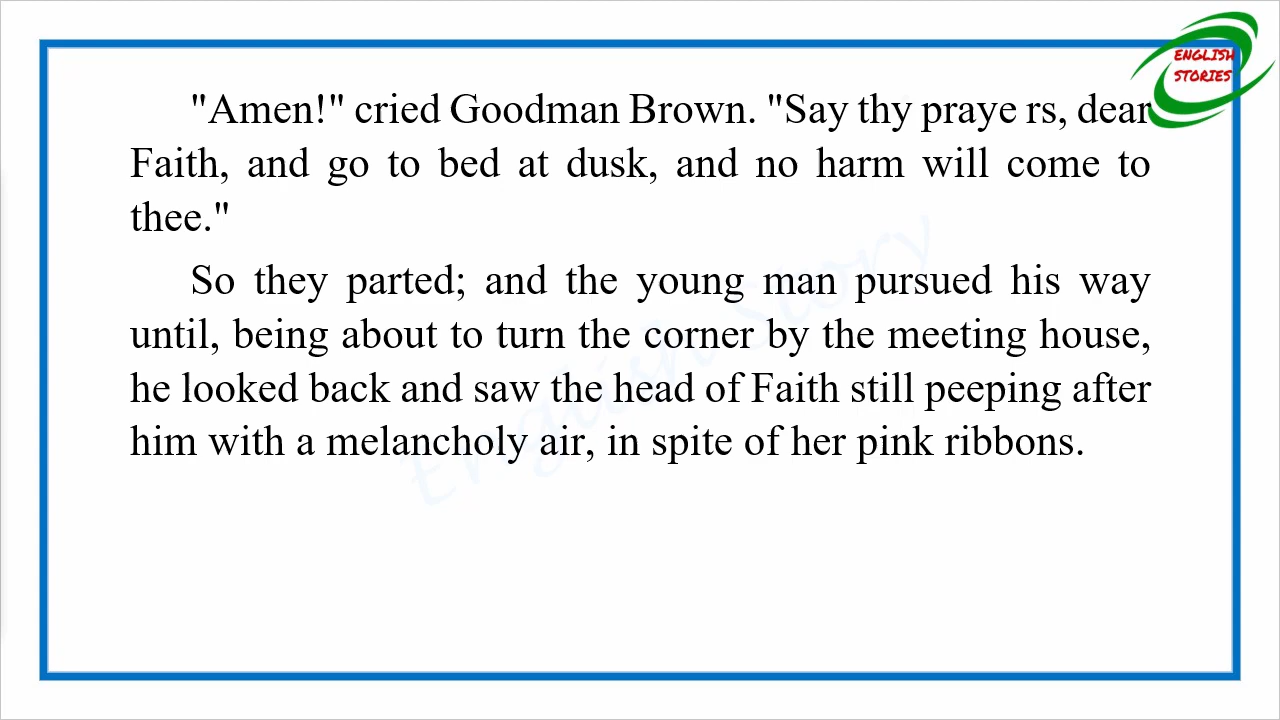 ENGLISH
STORIES
"Amen!" cried Goodman Brown. "Say thy praye rs, dear
Faith, and go to bed at dusk, and no harm will come to
thee."
So they parted; and the young man pursued his way
until, being about to turn the corner by the meeting house,
he looked back and saw the head of Faith still peeping after
him with a melancholy air, in spite of her pink ribbons.
English Story